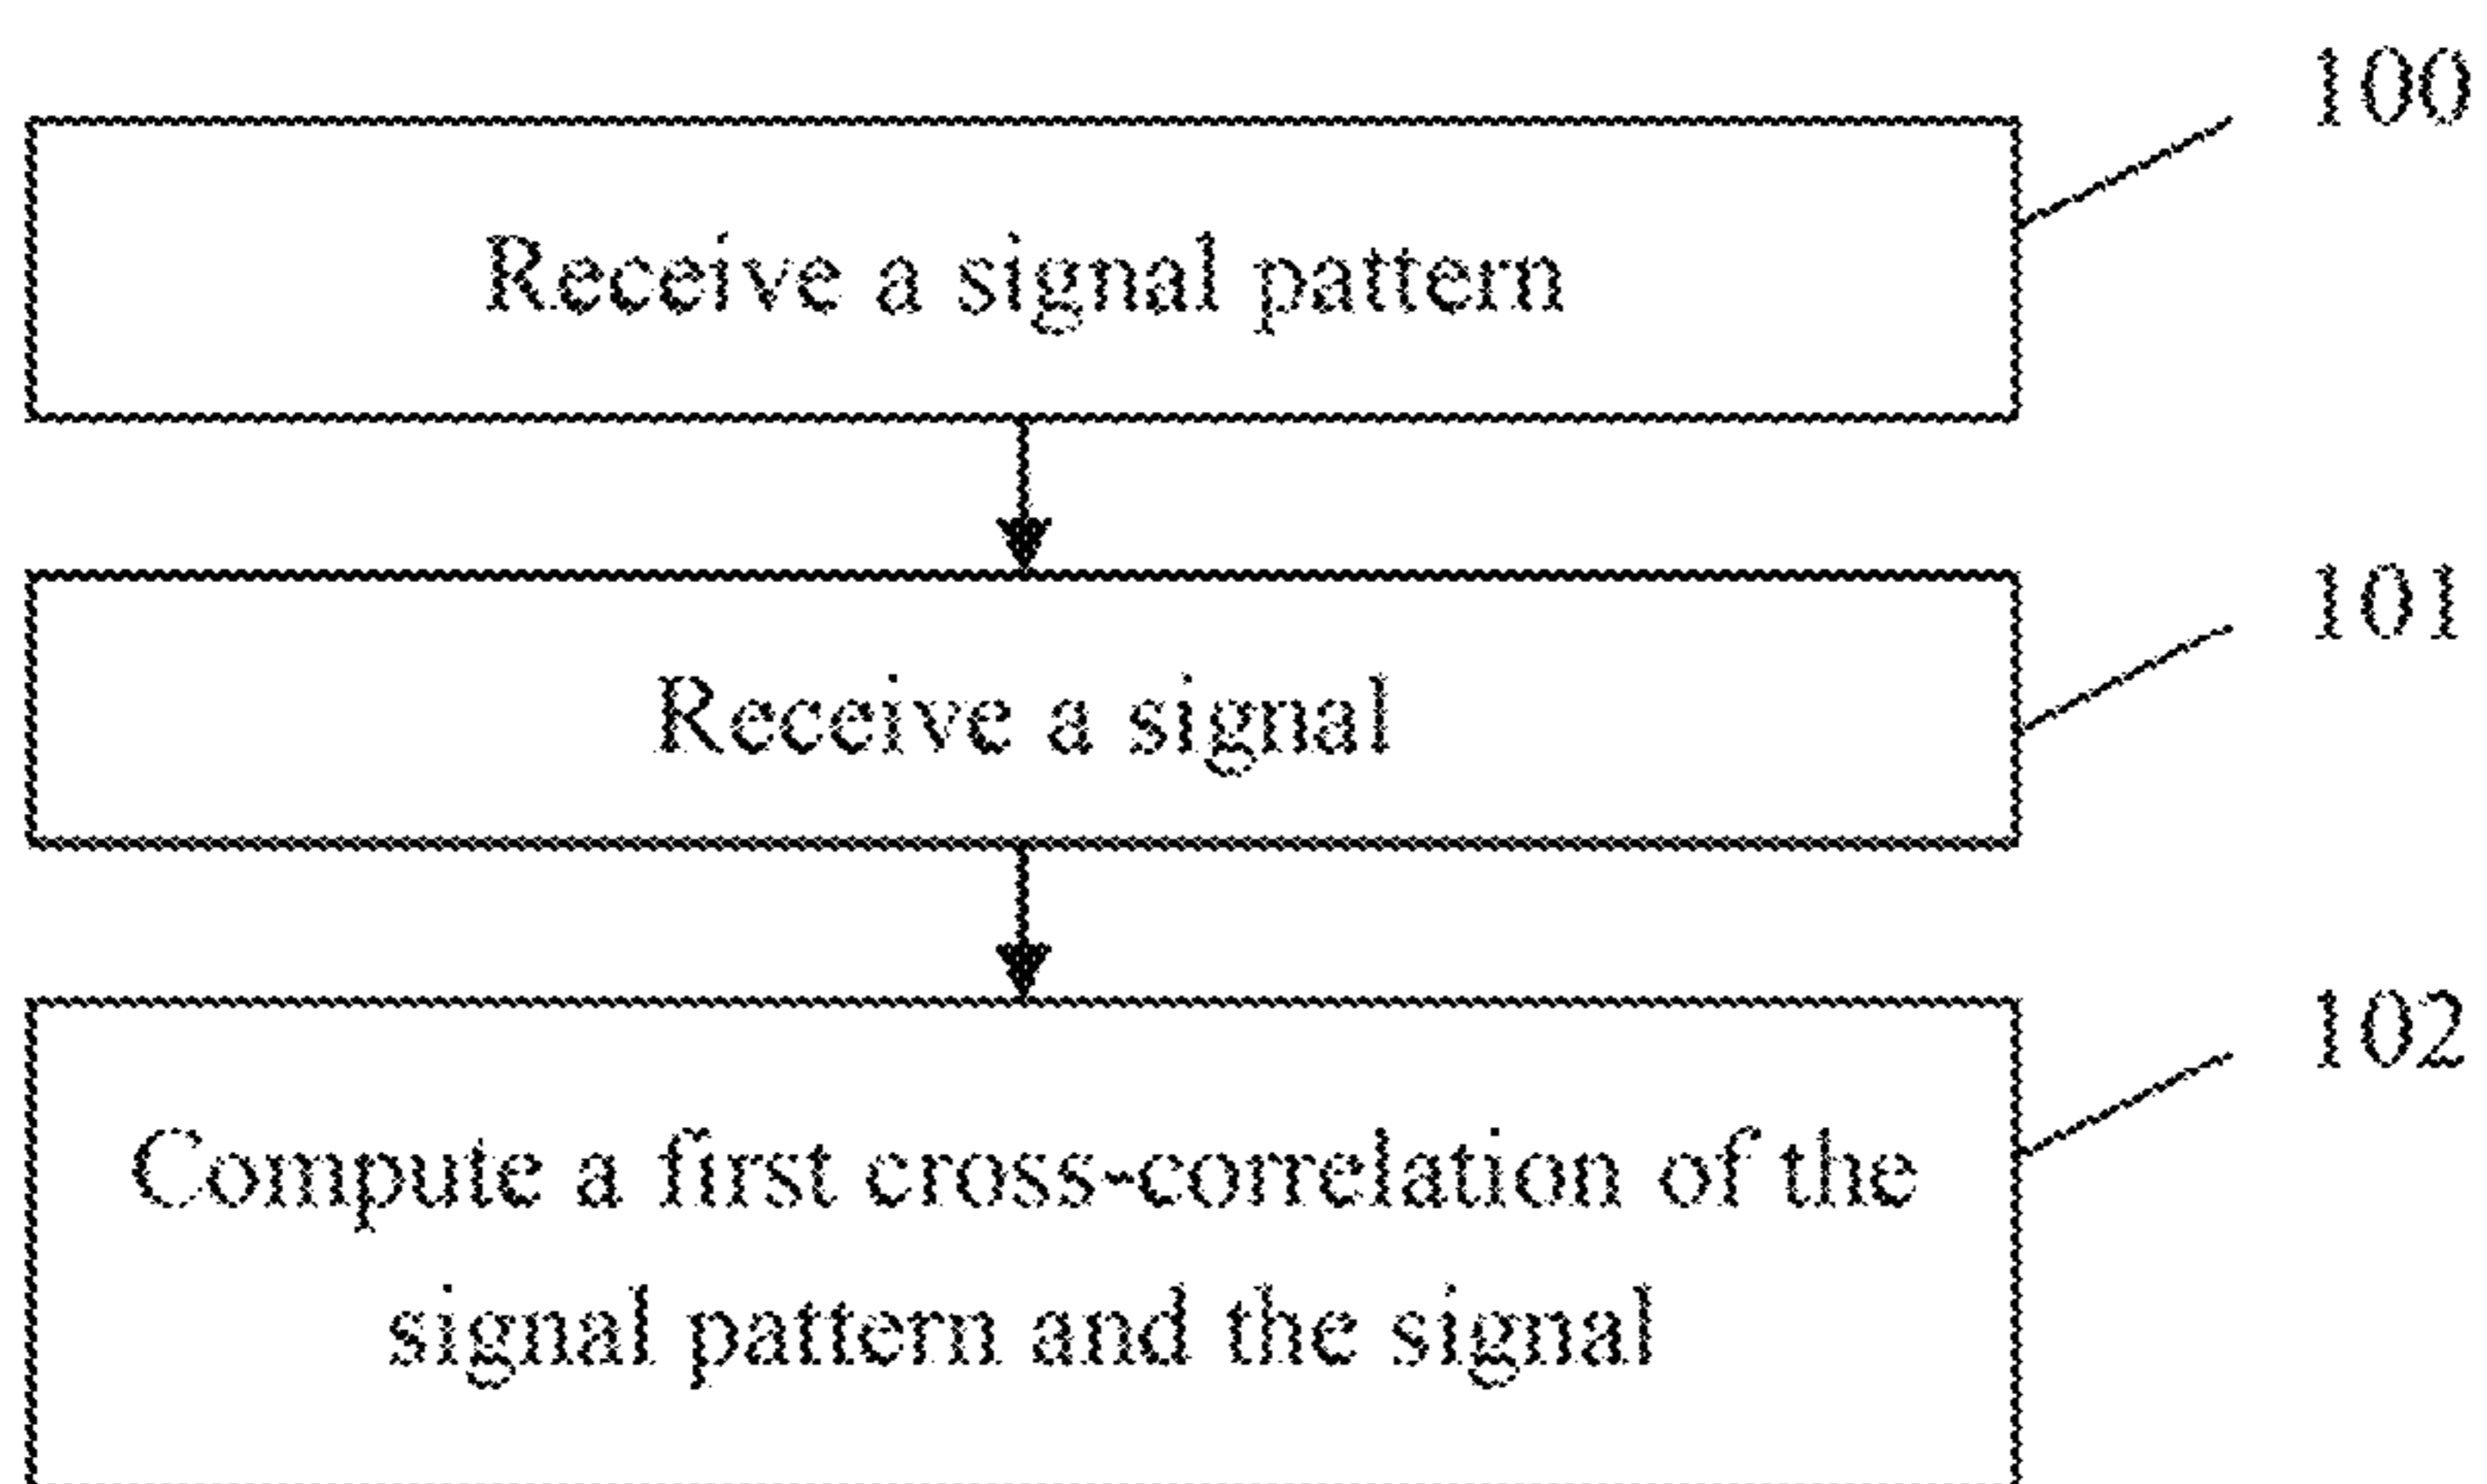 100
Receive a signal pattern
101
Receive a signal
102
Compute a first cross-correlation of the
signal pattern and the signal